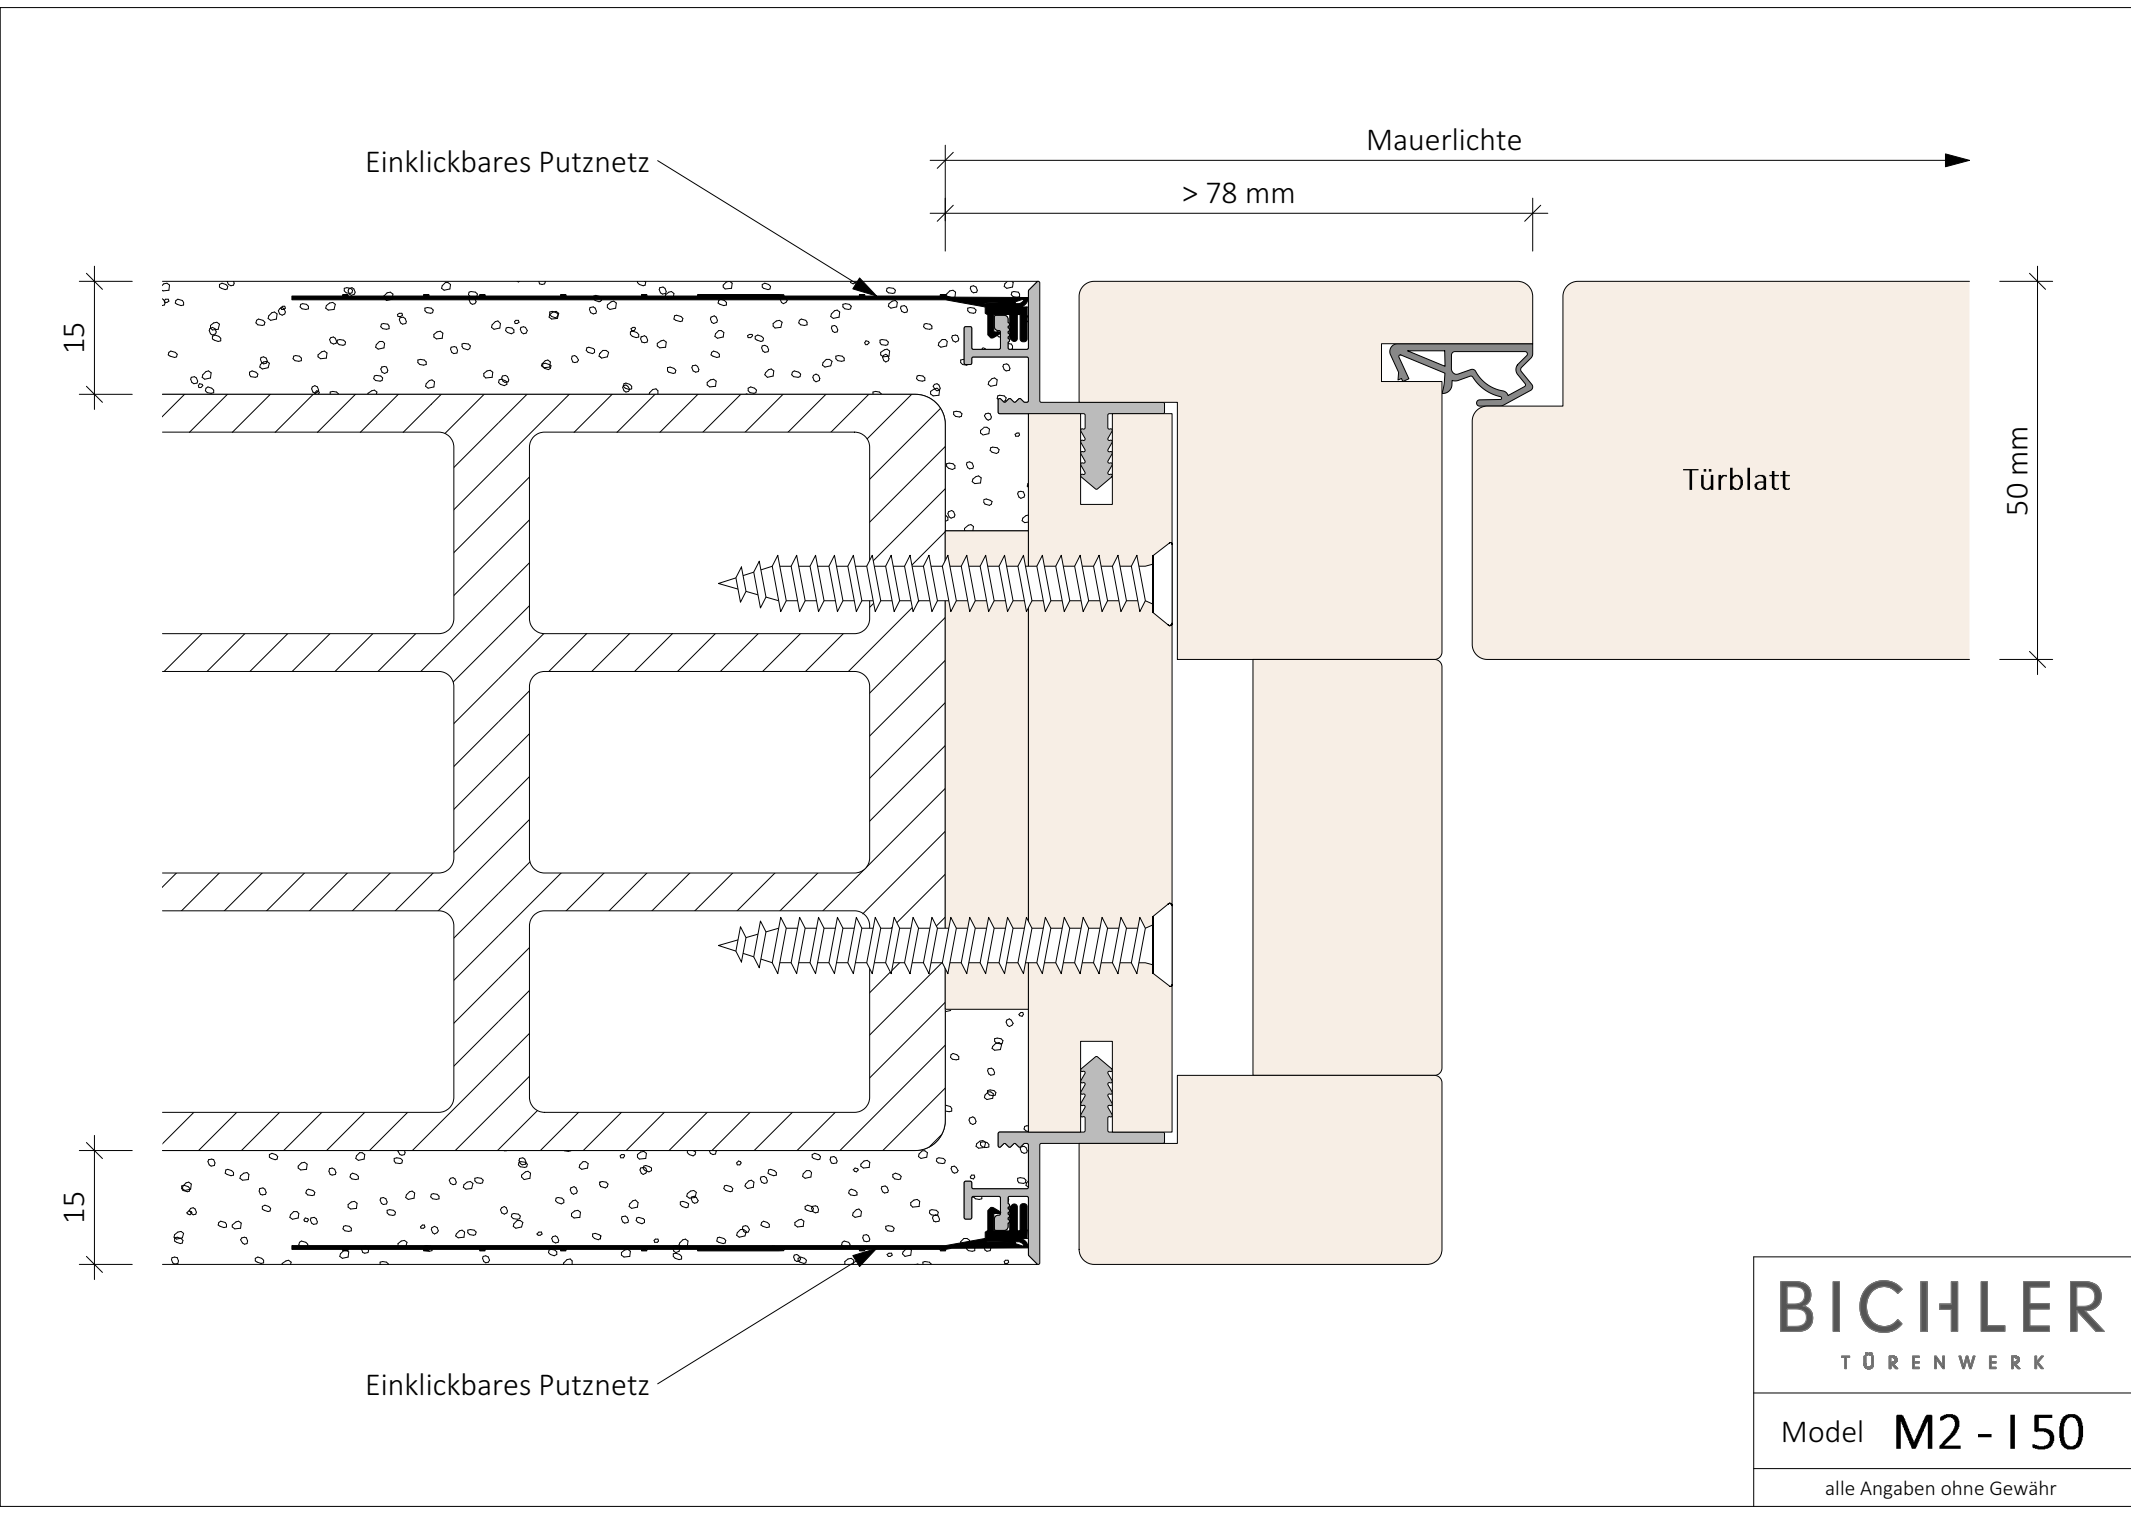 Mauerlichte
Einklickbares Putznetz
> 78 mm
15
50 mm
Türblatt
15
Einklickbares Putznetz
BICHLER
TÜRENWERK
Model M2 - I 50
alle Angaben ohne Gewähr